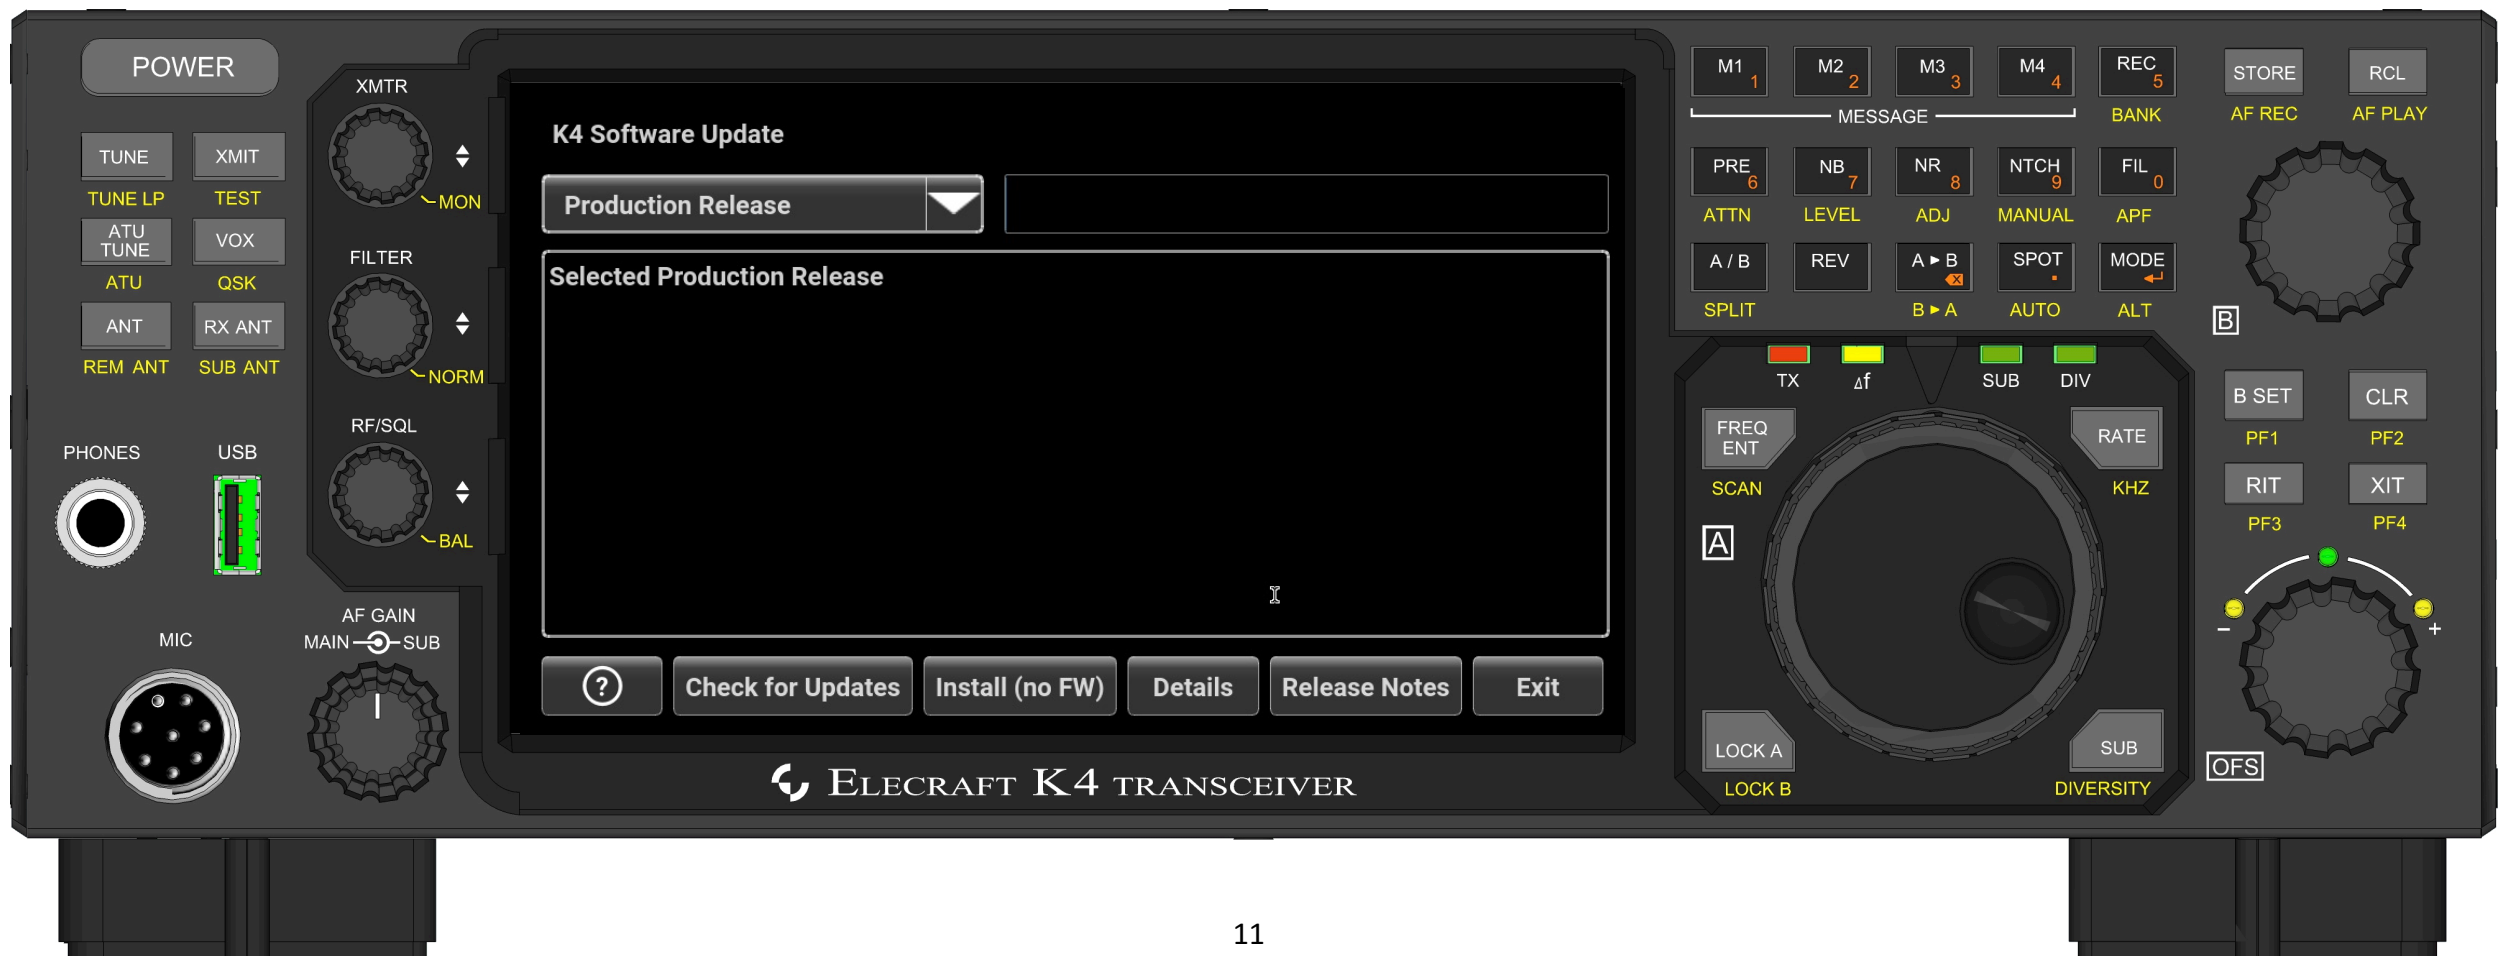 POWER
TUNE
XMIT
TUNE LP
TEST
ATU
TUNE
VOX
ATU
QSK
ANT
RX ANT
REM ANT
SUB ANT
PHONES
USB
MIC
XMTR
MON
FILTER
NORM
RF/SQL
BAL
AF GAIN
MAIN
SUB
K4 Software Update
Production Release
Selected Production Release
?
Check for Updates
Install (no FW)
Details
Release Notes
Exit
ELECRAFT K4 TRANSCEIVER
M1 1
M2 2
M3 3
M4 4
REC 5
MESSAGE
BANK
PRE 6
NB 7
NR 8
NTCH 9
FIL 0
ATTN
LEVEL
ADJ
MANUAL
APF
A / B
REV
A ► B
SPOT .
MODE
SPLIT
B ► A
AUTO
ALT
TX
Δf
SUB
DIV
FREQ
ENT
RATE
SCAN
KHZ
A
LOCK A
SUB
LOCK B
DIVERSITY
STORE
RCL
AF REC
AF PLAY
B
B SET
CLR
PF1
PF2
RIT
XIT
PF3
PF4
–
+
OFS
11